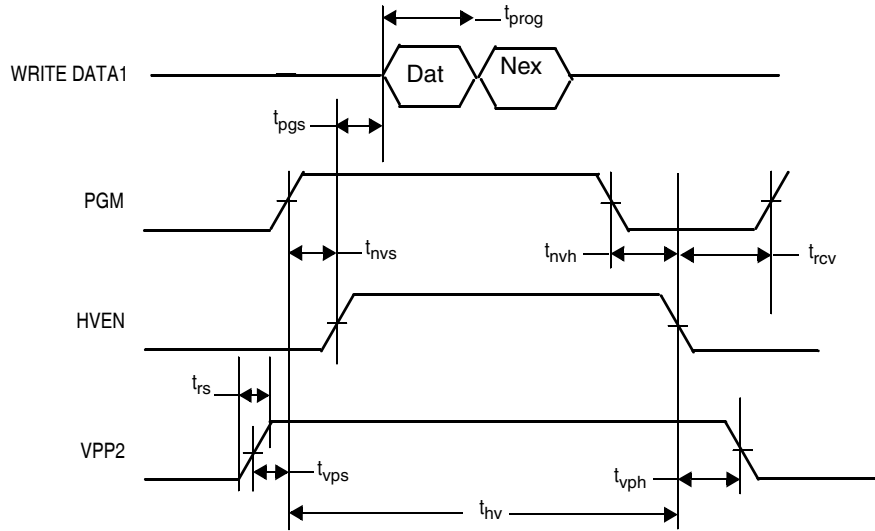 tprog
WRITE DATA1
Dat
Nex
tpgs
PGM
tnvs
tnvh
trcv
HVEN
trs
VPP2
tvps
tvph
thv